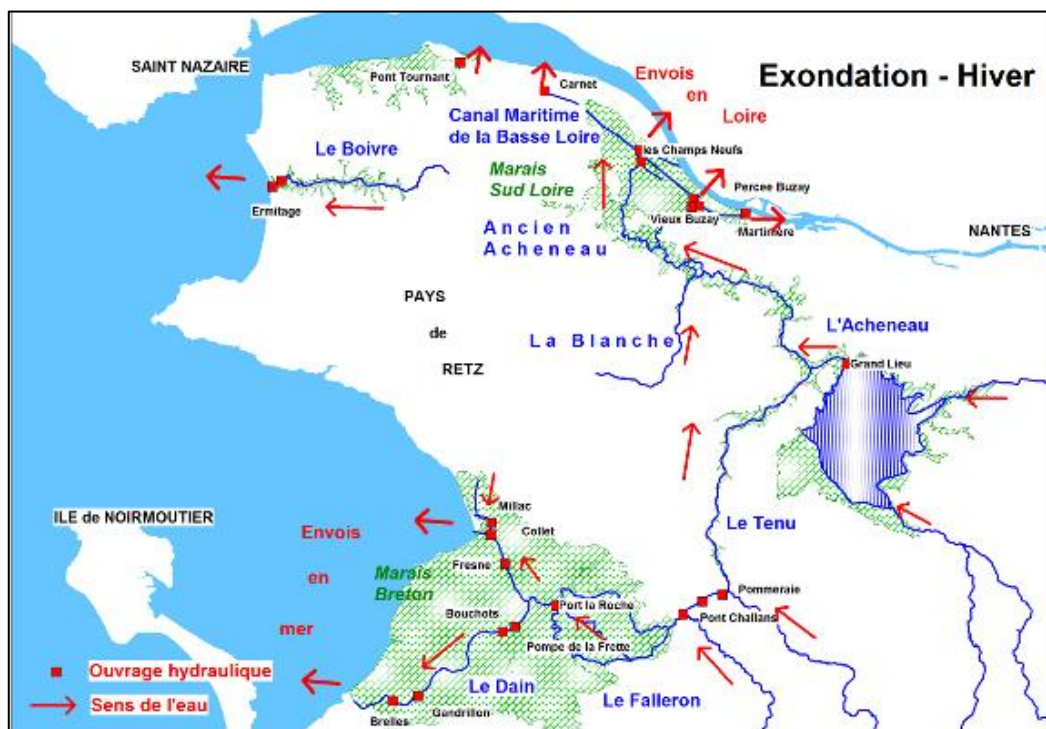 SAINT NAZAIRE
Pont Tournant
Carnet
Envois
en
Loire
Exondation - Hiver
Canal Maritime
de la Basse Loire
Le Boivre
les Champs Neufs
Marais
Sud Loire
Percee Buzay
Ermitage
Vieux Buzay
Martiniere
NANTES
Ancien
Acheneau
PAYS
de
RETZ
La Blanche
L'Acheneau
Grand Lieu
ILE de NOIRMOUTIER
Millac
Collet
Envois
en
mer
Fresne
Marais
Breton
Le Tenu
Pommeraie
Port la Roche
Pont Challans
Bouchots
Pompe de la Frette
Ouvrage hydraulique
Sens de l'eau
Le Dain
Le Falleron
Gandrillon
Brelles